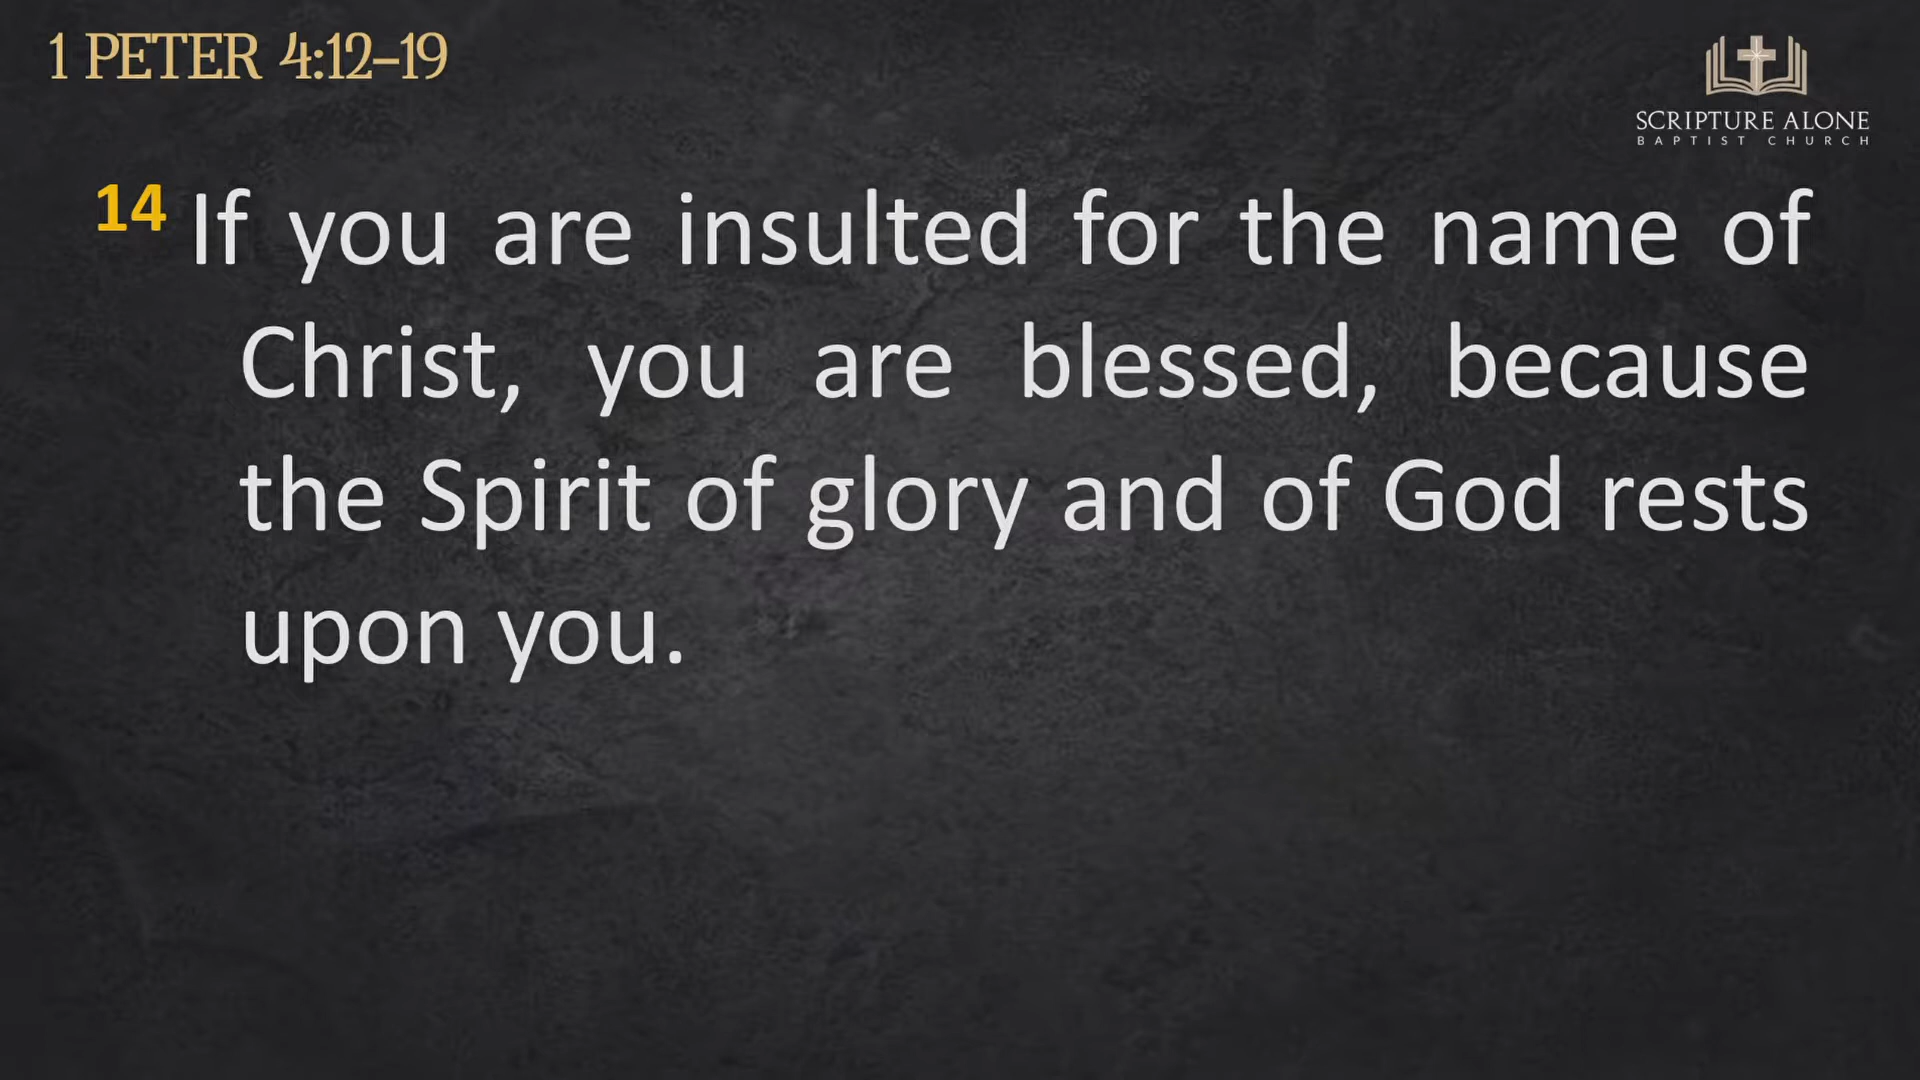 1 PETER 4:12–19
SCRIPTURE ALONE
BAPTIST CHURCH
14 If you are insulted for the name of
Christ, you are blessed, because
the Spirit of glory and of God rests
upon you.